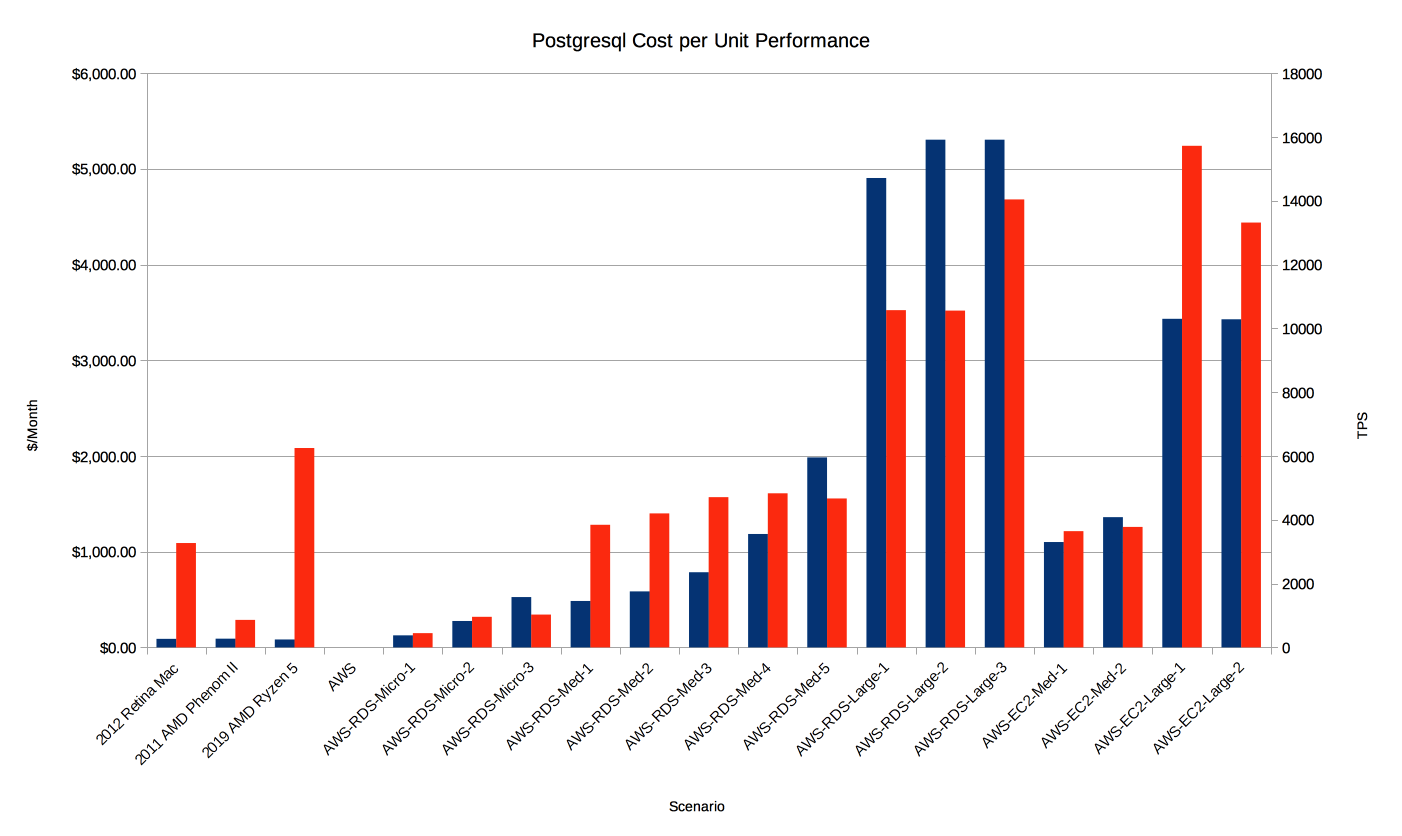 Postgresql Cost per Unit Performance
$6,000.00
$5,000.00
$4,000.00
$3,000.00
$2,000.00
$1,000.00
$0.00
$/Month
18000
16000
14000
12000
10000
8000
6000
4000
2000
0
TPS
2012 Retina Mac
2011 AMD Phenom II
2019 AMD Ryzen 5
AWS
AWS-RDS-Micro-1
AWS-RDS-Micro-2
AWS-RDS-Micro-3
AWS-RDS-Med-1
AWS-RDS-Med-2
AWS-RDS-Med-3
AWS-RDS-Med-4
AWS-RDS-Med-5
AWS-RDS-Large-1
AWS-RDS-Large-2
AWS-RDS-Large-3
AWS-EC2-Med-1
AWS-EC2-Med-2
AWS-EC2-Large-1
AWS-EC2-Large-2
Scenario